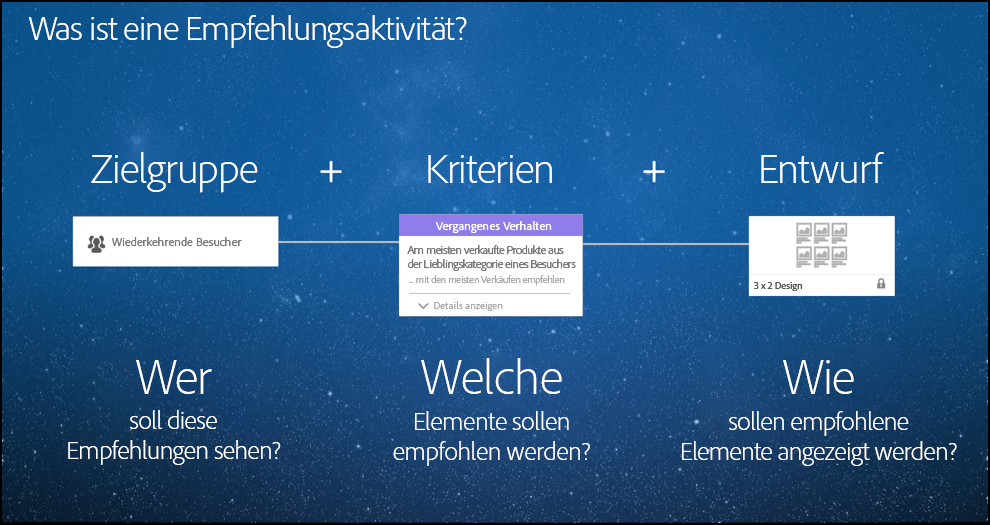 Was ist eine Empfehlungsaktivität?
Zielgruppe + Kriterien + Entwurf
Wiederkehrende Besucher
Vergangenes Verhalten
Am meisten verkaufte Produkte aus
der Lieblingskategorie eines Besuchers
... mit den meisten Verkäufen empfehlen
Details anzeigen
3 x 2 Design
Wer
soll diese
Empfehlungen sehen?
Welche
Elemente sollen
empfohlen werden?
Wie
sollen empfohlene
Elemente angezeigt werden?